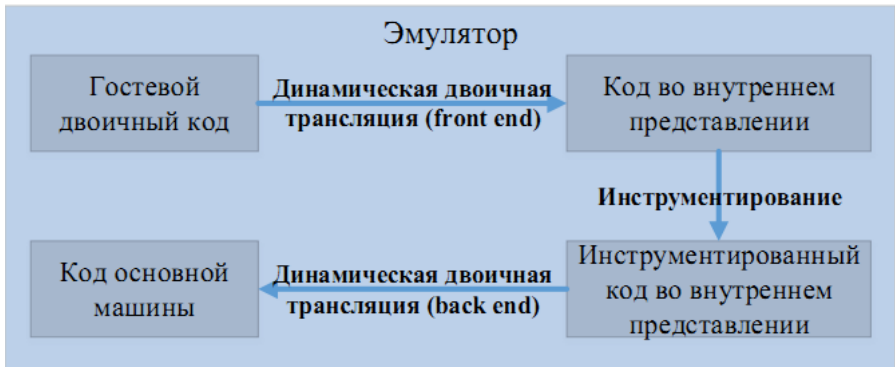 Эмулятор
Гостевой
двоичный код
Динамическая двоичная
трансляция (front end)
Код во внутреннем
представлении
Инструментирование
Инструментированный
код во внутреннем
представлении
Динамическая двоичная
трансляция (back end)
Код основной
машины